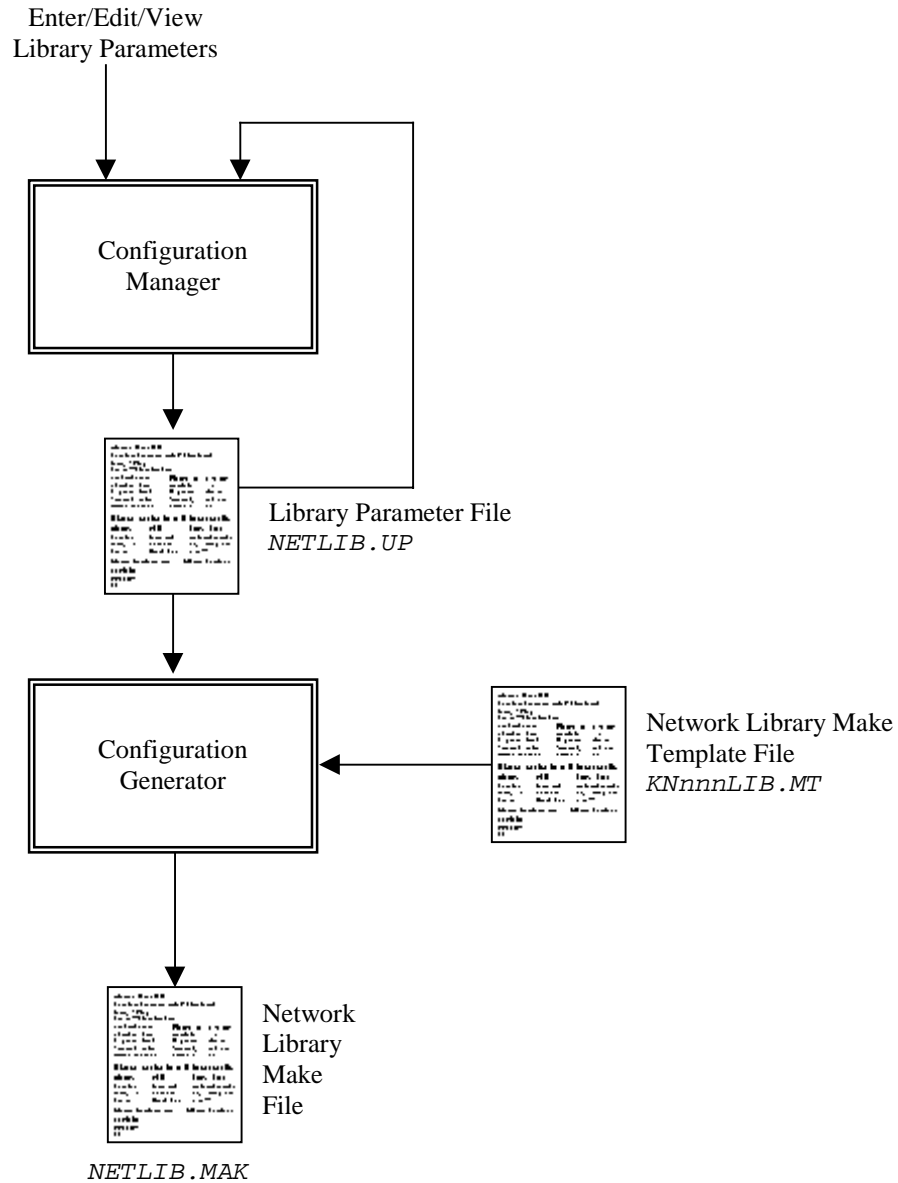 Enter/Edit/View
Library Parameters
Configuration
Manager
Library Parameter File
NETLIB.UP
Configuration
Generator
Network Library Make
Template File
KNnnnLIB.MT
Network
Library
Make
File
NETLIB.MAK